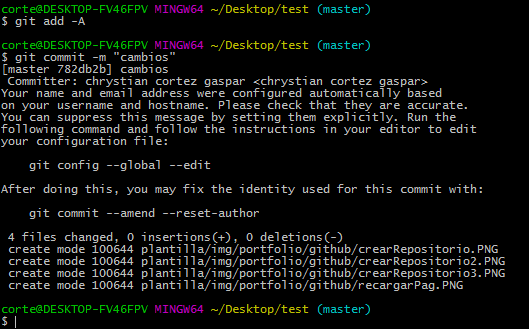 corte@DESKTOP-FV46FPV MINGW64 ~/Desktop/test (master)
$ git add -A
corte@DESKTOP-FV46FPV MINGW64 ~/Desktop/test (master)
$ git commit -m "cambios"
[master 782db2b] cambios
 Committer: chrystian cortez gaspar <chrystian cortez gaspar>
Your name and email address were configured automatically based
on your username and hostname. Please check that they are accurate.
You can suppress this message by setting them explicitly. Run the
following command and follow the instructions in your editor to edit
your configuration file:
    git config --global --edit
After doing this, you may fix the identity used for this commit with:
    git commit --amend --reset-author
 4 files changed, 0 insertions(+), 0 deletions(-)
 create mode 100644 plantilla/img/portfolio/github/crearRepositorio.PNG
 create mode 100644 plantilla/img/portfolio/github/crearRepositorio2.PNG
 create mode 100644 plantilla/img/portfolio/github/crearRepositorio3.PNG
 create mode 100644 plantilla/img/portfolio/github/recargarPag.PNG
corte@DESKTOP-FV46FPV MINGW64 ~/Desktop/test (master)
$